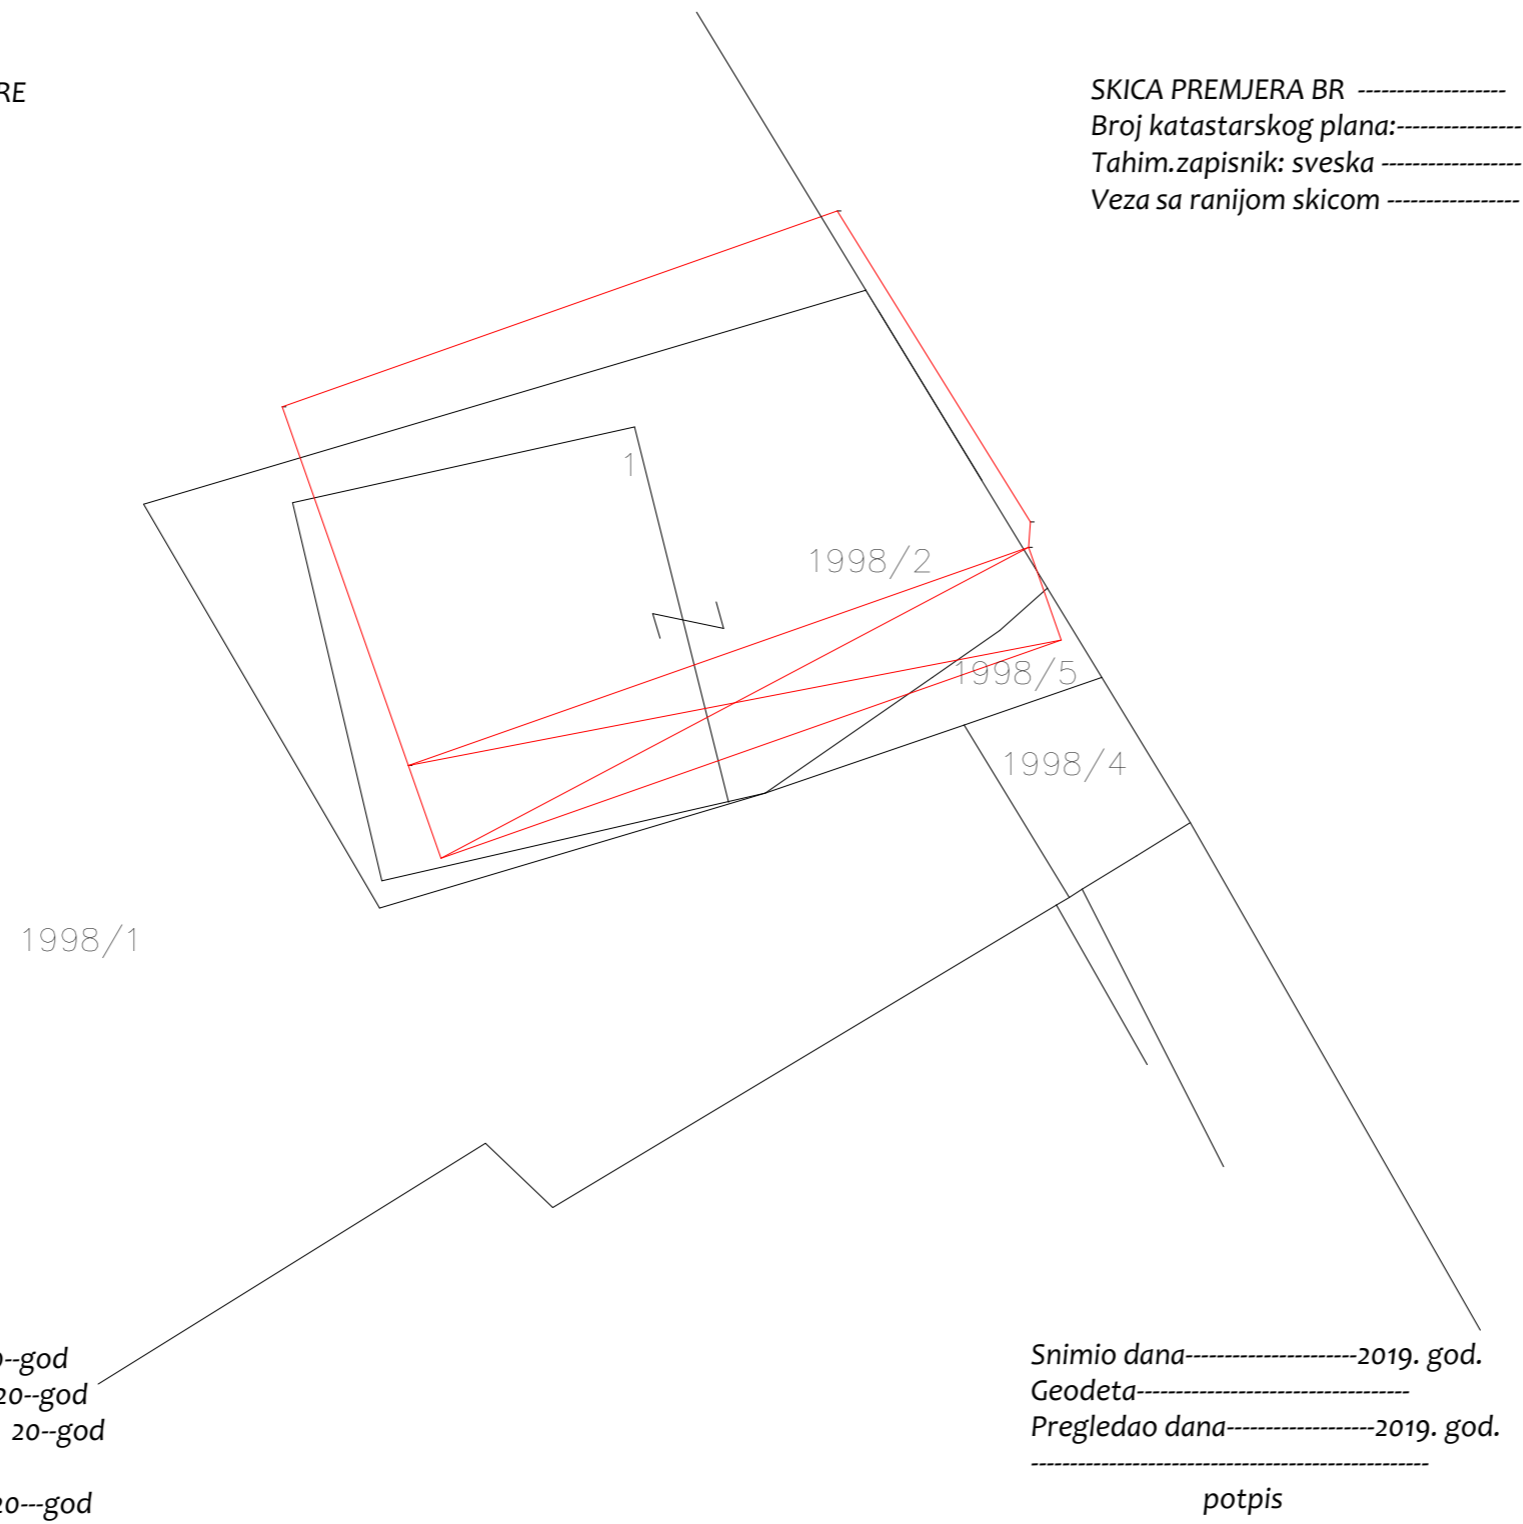 RE
SKICA PREMJERA BR -------------------
Broj katastarskog plana:----------------
Tahim.zapisnik: sveska ------------------
Veza sa ranijom skicom -----------------
1
1998/2
1998/5
1998/4
1998/1
--god
20--god
20--god
20---god
Snimio dana----------------------2019. god.
Geodeta-----------------------------------
Pregledao dana-------------------2019. god.
---------------------------------------------------
potpis